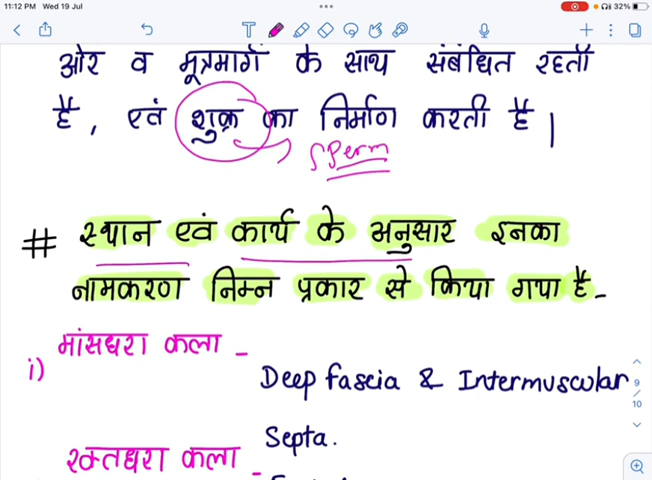 11:12 PM Wed 19 Jul
32%
ओर व मूत्रमार्ग के साथ संबंधित रहती
है, एवं शुक्र का निर्माण करती है |
Sperm
# स्थान एवं कार्य के अनुसार इनका
नामकरण निम्न प्रकार से किया गया है -
i) मांसधरा कला -
Deep fascia & Intermuscular
Septa.
रक्तधरा कला -
9
/
10